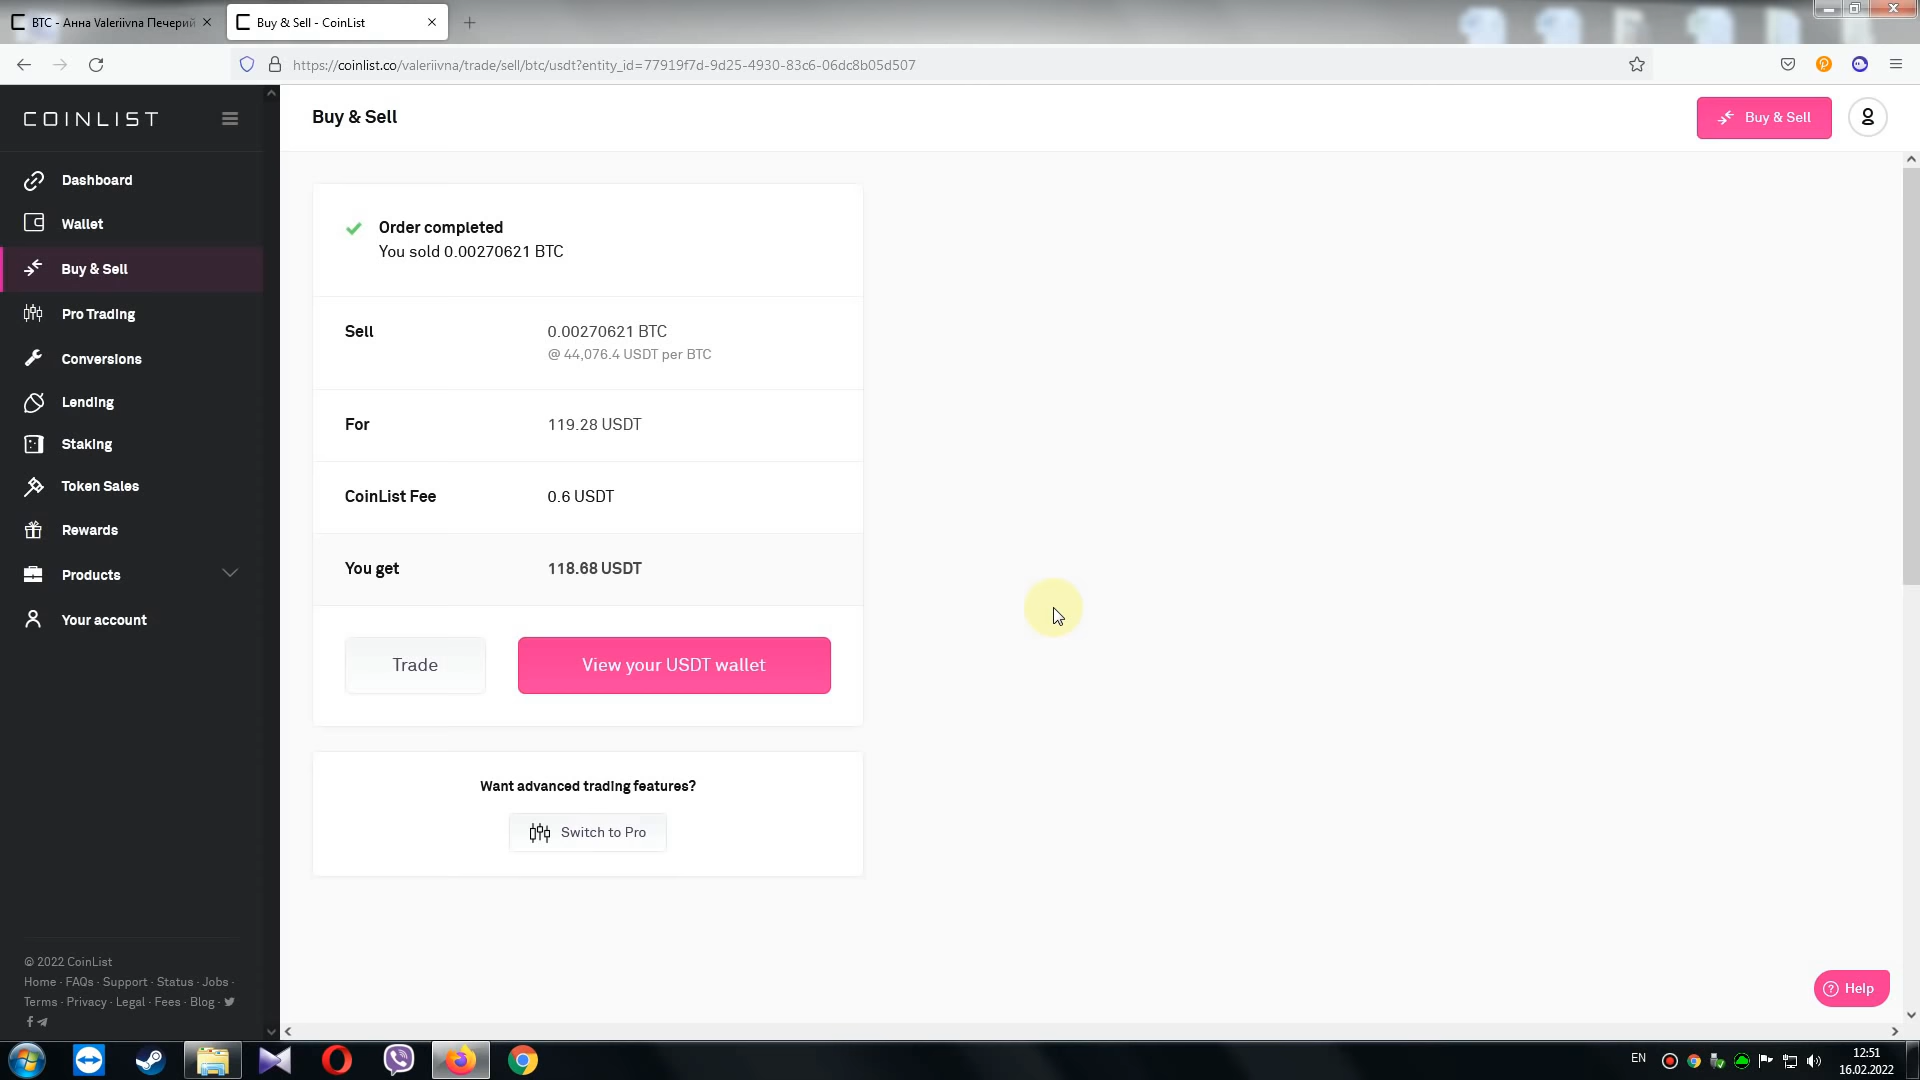 BTC - Анна Valeriivna Печерий
Buy & Sell - CoinList
https://coinlist.co/valeriivna/trade/sell/btc/usdt?entity_id=77919f7d-9d25-4930-83c6-06dc8b05d507
COINLIST
Buy & Sell
Buy & Sell
Dashboard
Wallet
Buy & Sell
Pro Trading
Conversions
Lending
Staking
Token Sales
Rewards
Products
Your account
Order completed
You sold 0.00270621 BTC
Sell
0.00270621 BTC
@ 44,076.4 USDT per BTC
For
119.28 USDT
CoinList Fee
0.6 USDT
You get
118.68 USDT
Trade
View your USDT wallet
Want advanced trading features?
Switch to Pro
© 2022 CoinList
Home · FAQs · Support · Status · Jobs ·
Terms · Privacy · Legal · Fees · Blog ·
Help
EN
12:51
16.02.2022